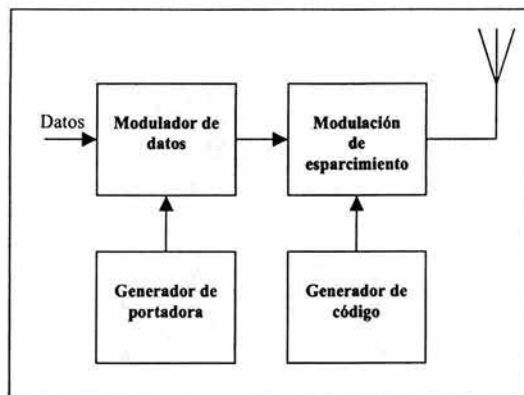 Datos
Modulador de
datos
Modulación
de
esparcimiento
Generador de
portadora
Generador de
código